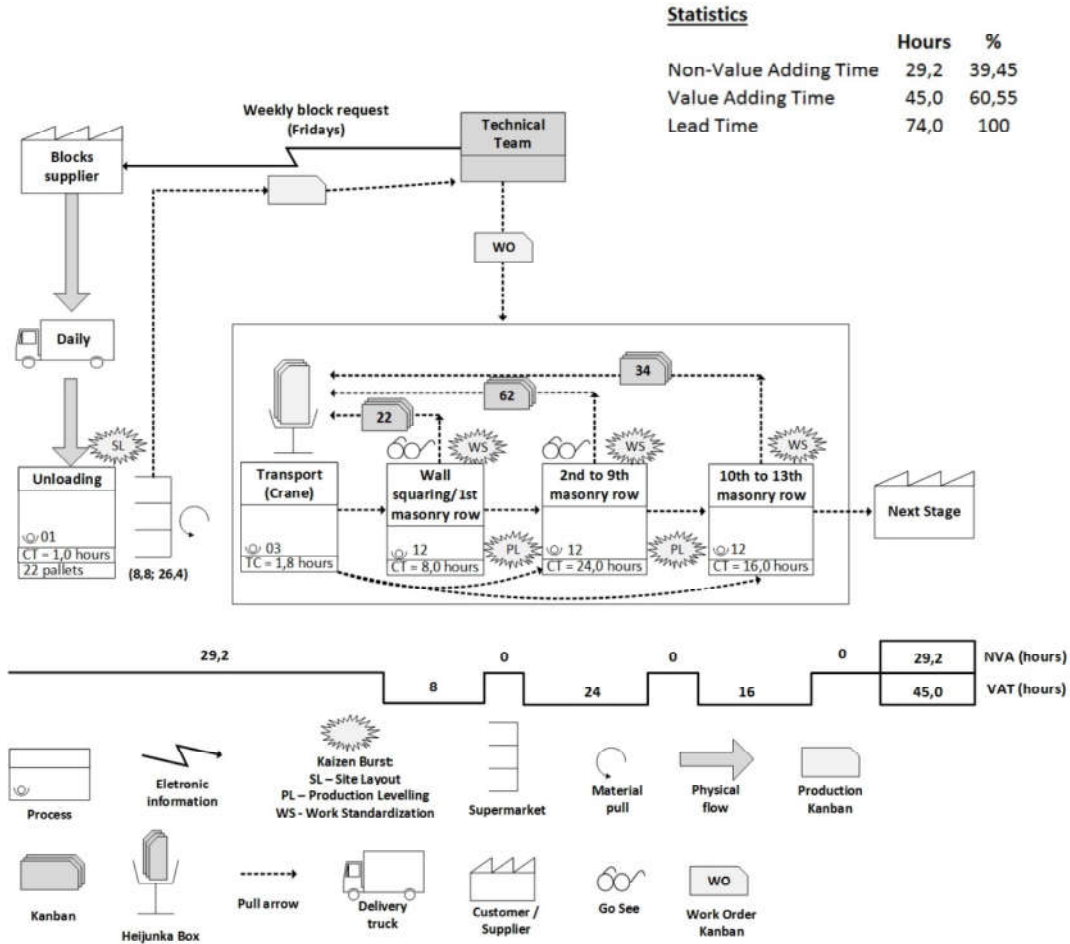 Statistics
Hours %
Non-Value Adding Time 29,2 39,45
Value Adding Time 45,0 60,55
Lead Time 74,0 100
Weekly block request
(Fridays)
Technical
Team
Blocks
supplier
WO
Daily
34
62
22
SL
WS
WS
WS
Unloading
01
CT = 1,0 hours
22 pallets
(8,8; 26,4)
Transport
(Crane)
03
TC = 1,8 hours
Wall
squaring/1st
masonry row
12
CT = 8,0 hours
PL
2nd to 9th
masonry row
12
CT = 24,0 hours
PL
10th to 13th
masonry row
12
CT = 16,0 hours
Next Stage
29,2
0
0
0
29,2
NVA (hours)
8
24
16
45,0
VAT (hours)
Process
Eletronic
information
Kaizen Burst:
SL – Site Layout
PL – Production Levelling
WS - Work Standardization
Supermarket
Material
pull
Physical
flow
Production
Kanban
Kanban
Heijunka Box
Pull arrow
Delivery
truck
Customer /
Supplier
Go See
WO
Work Order
Kanban